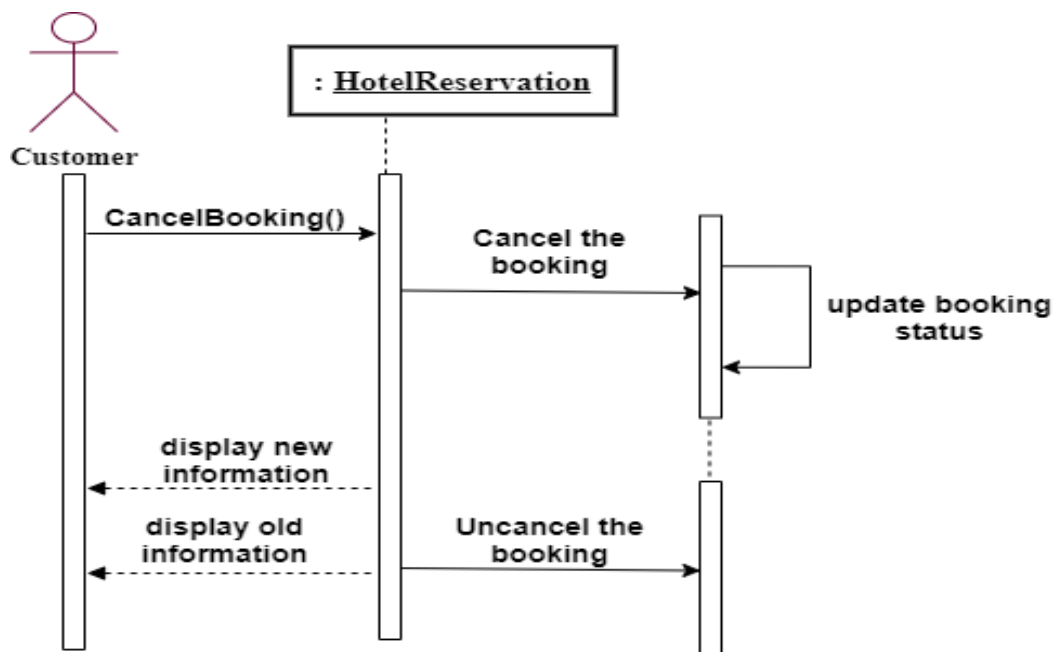 : HotelReservation
Customer
CancelBooking()
Cancel the
booking
update booking
status
display new
information
display old
information
Uncancel the
booking